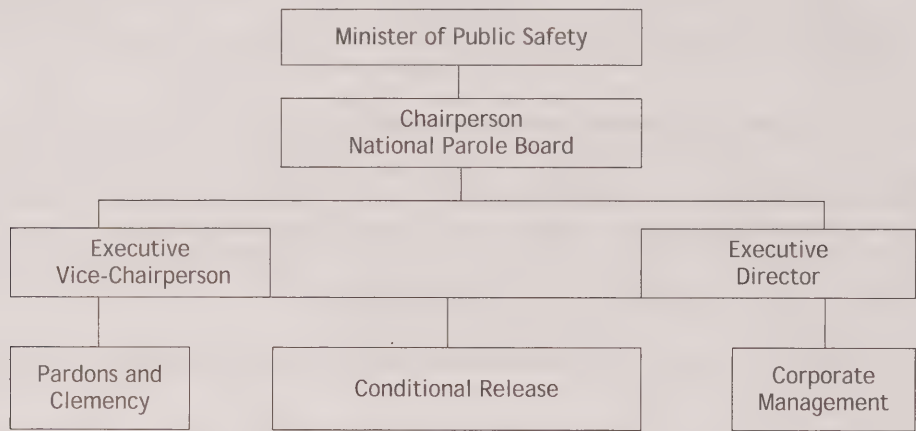 Minister of Public Safety
Chairperson
National Parole Board
Executive
Vice-Chairperson
Executive
Director
Pardons and
Clemency
Conditional Release
Corporate
Management